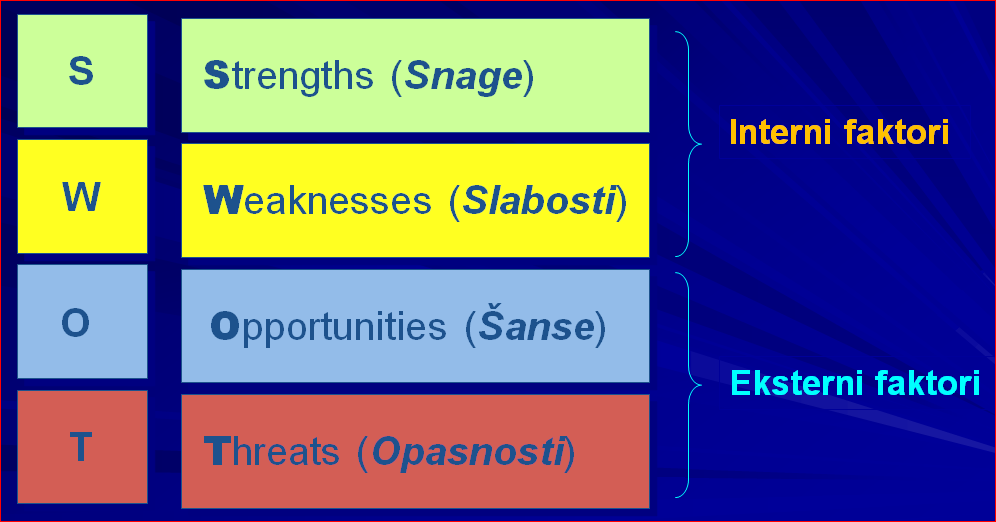 S
Strengths (Snage)
W
Weaknesses (Slabosti)
Interni faktori
O
Opportunities (Šanse)
T
Threats (Opasnosti)
Eksterni faktori